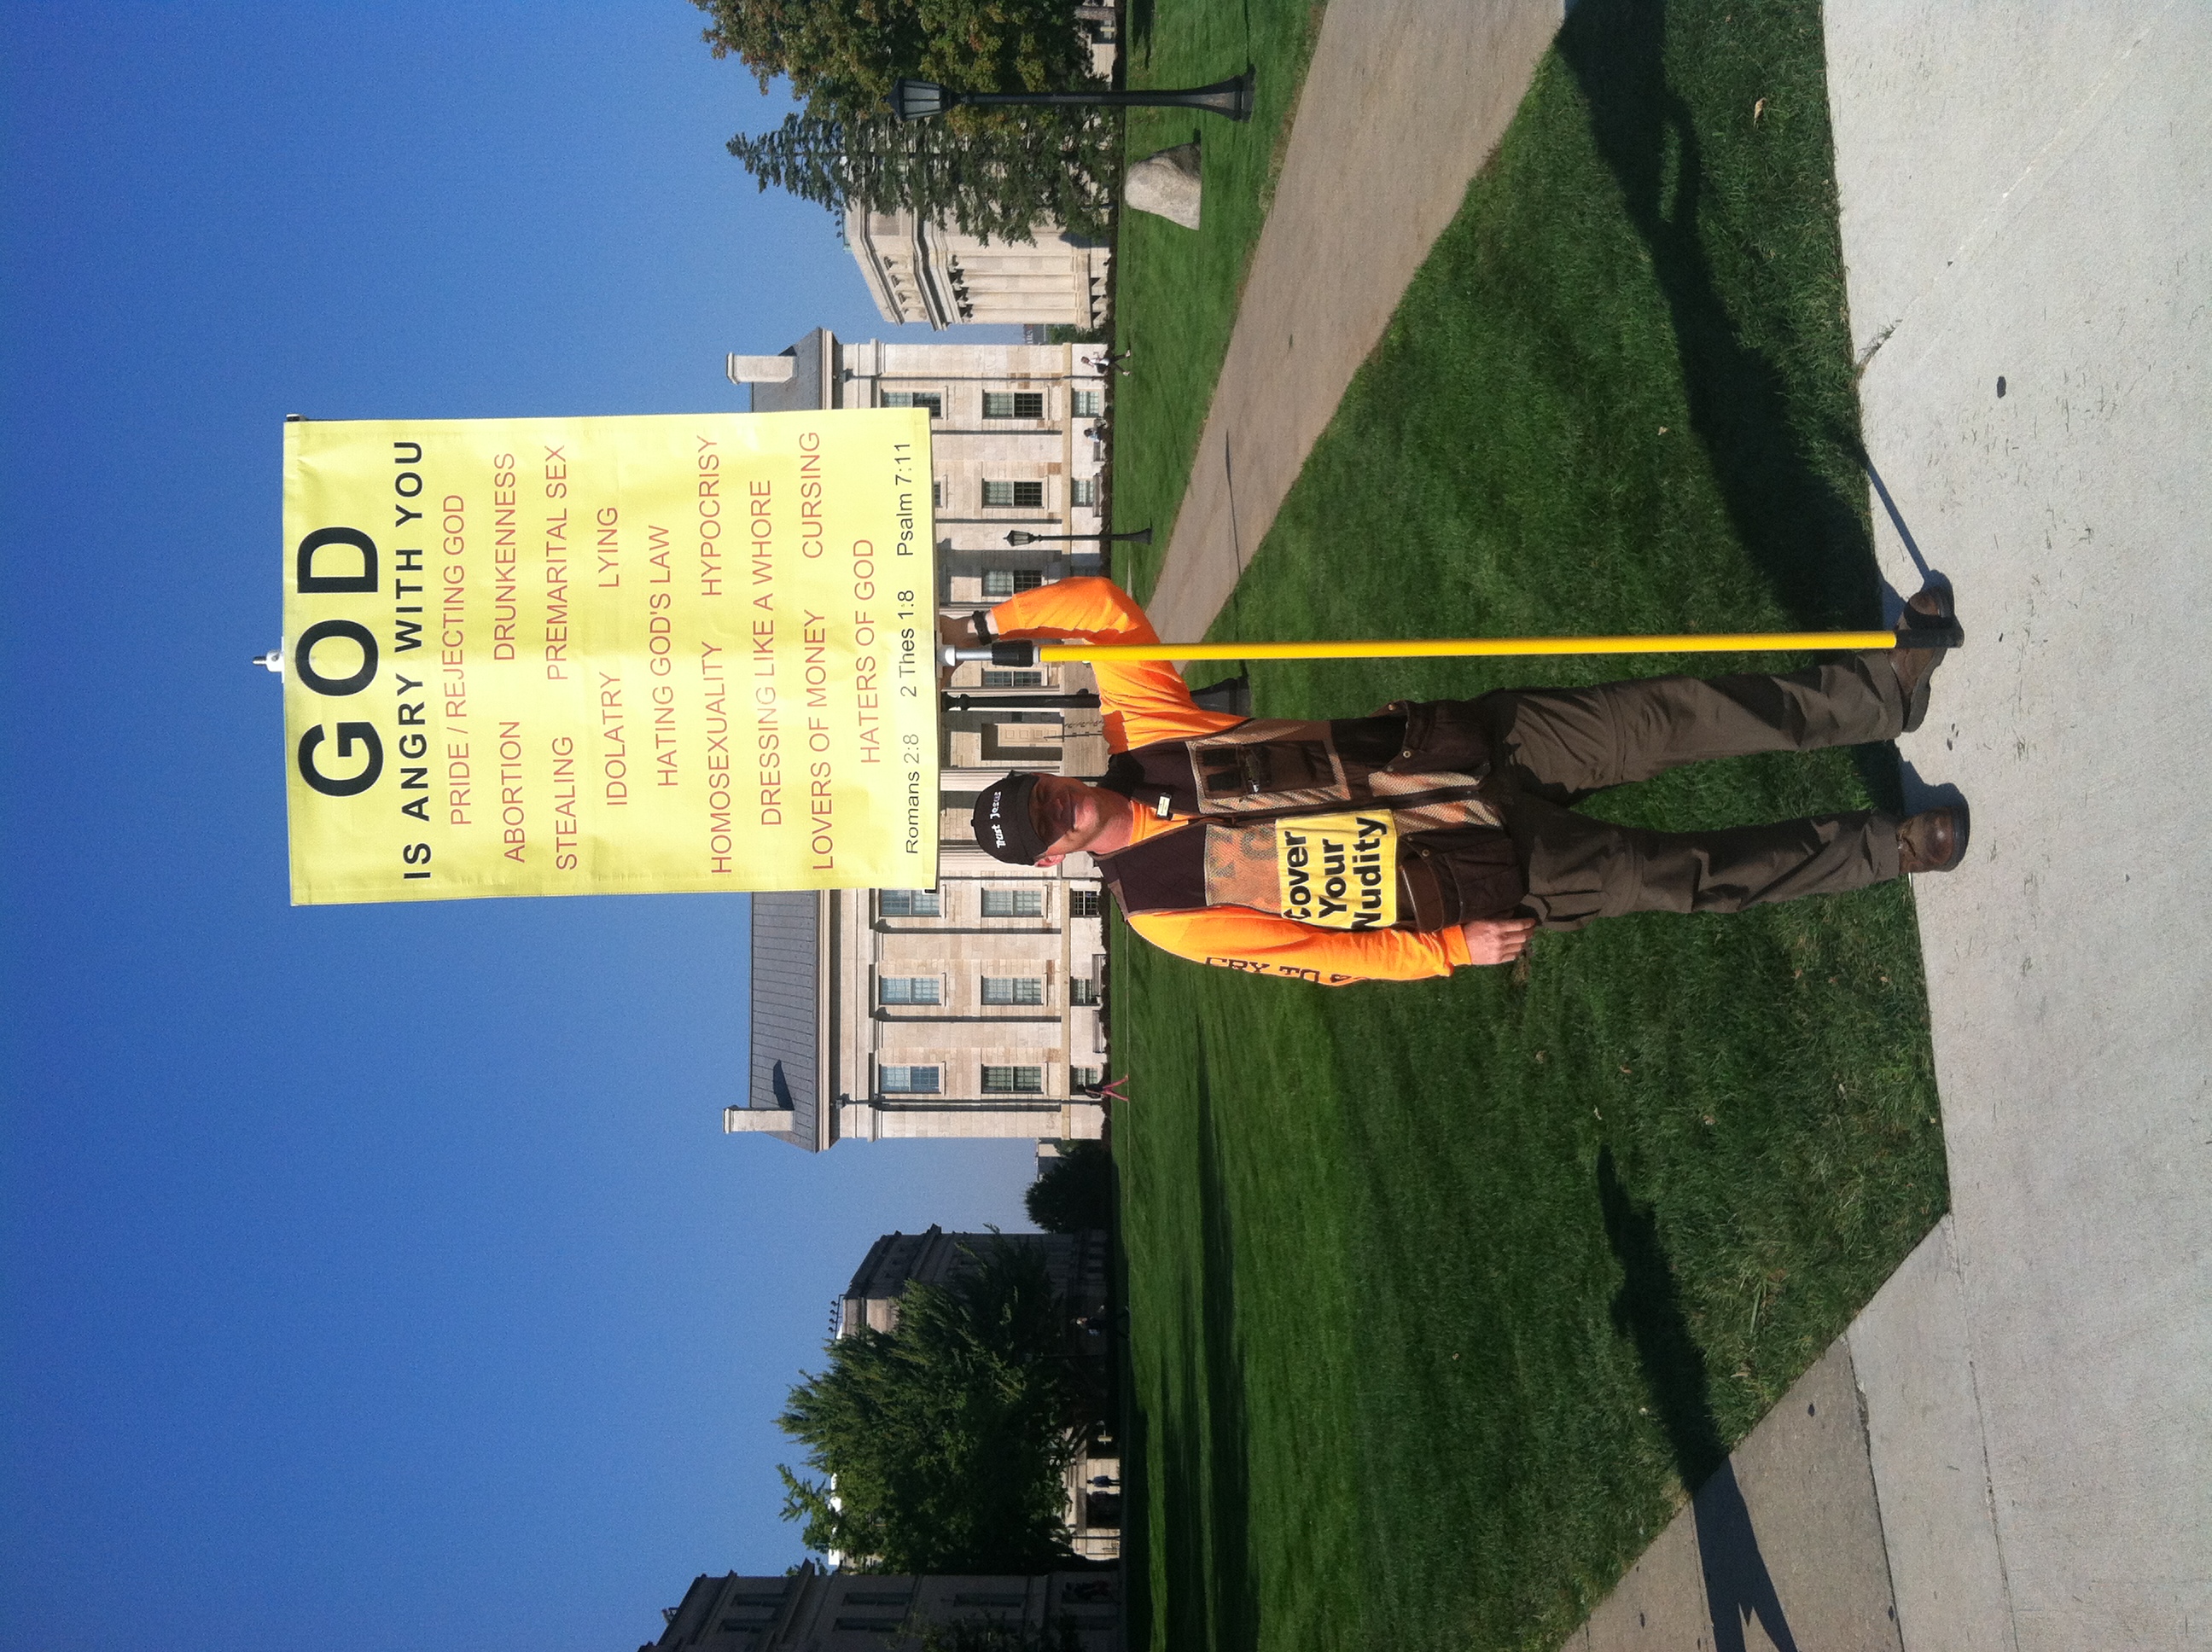 GOD
IS ANGRY WITH YOU
PRIDE / REJECTING GOD
ABORTION DRUNKENNESS
STEALING PREMARITAL SEX
IDOLATRY LYING
HATING GOD'S LAW
HOMOSEXUALITY HYPOCRISY
DRESSING LIKE A WHORE
LOVERS OF MONEY CURSING
HATERS OF GOD
Romans 2:8 2 Thes 1:8 Psalm 7:11
Trust Jesus
CRY TO
Cover
Your
Nudity